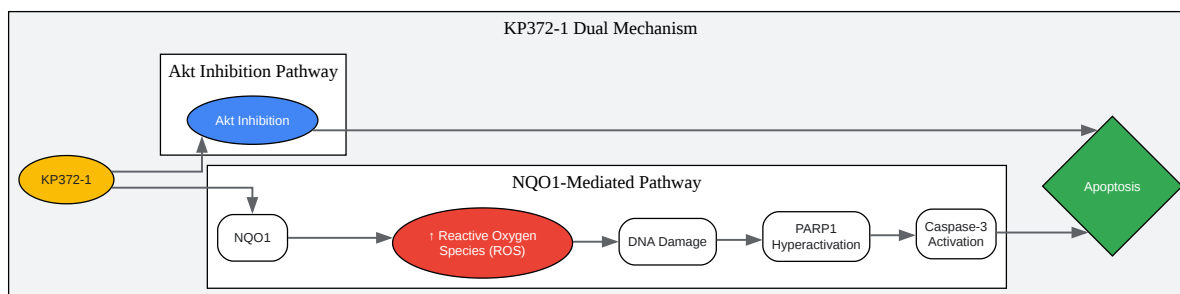 KP372-1 Dual Mechanism
Akt Inhibition Pathway
Akt Inhibition
KP372-1
Apoptosis
NQO1-Mediated Pathway
NQO1
↑ Reactive Oxygen
Species (ROS)
DNA Damage
PARP1
Hyperactivation
Caspase-3
Activation